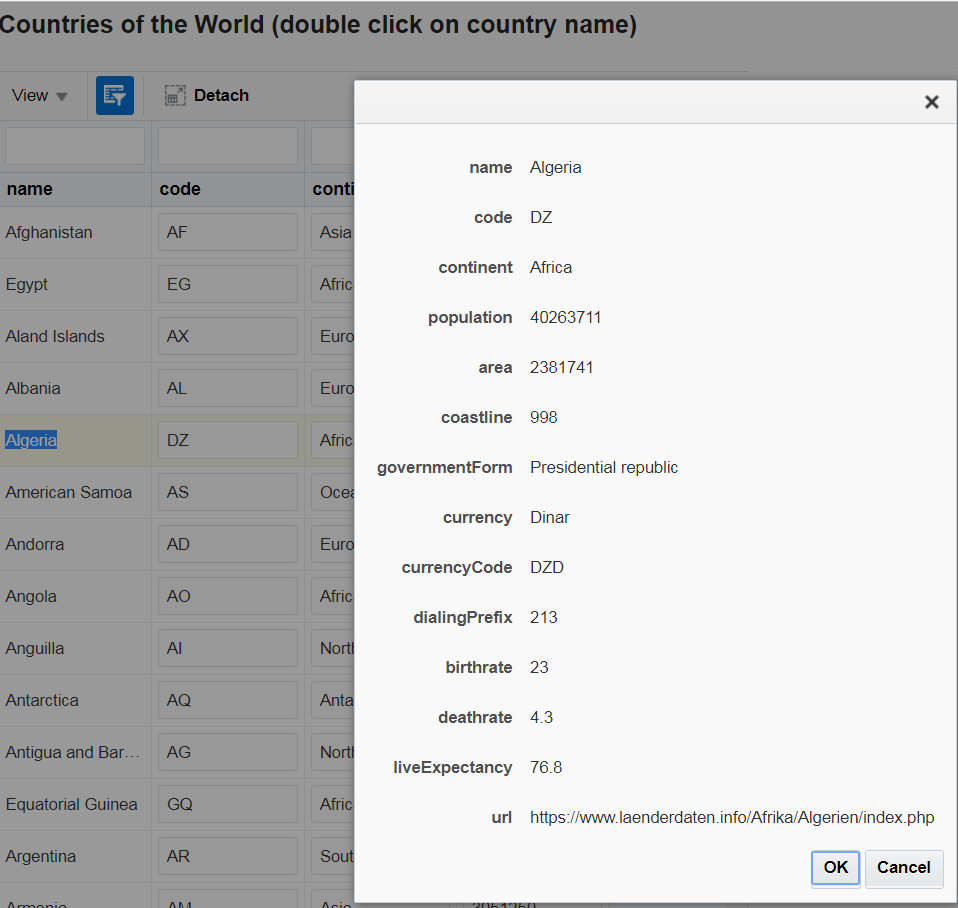 Countries of the World (double click on country name)
View
Detach
name code conti
Afghanistan AF Asia
Egypt EG Afric
Aland Islands AX Euro
Albania AL Euro
Algeria DZ Afric
American Samoa AS Ocea
Andorra AD Euro
Angola AO Afric
Anguilla AI North
Antarctica AQ Anta
Antigua and Bar... AG North
Equatorial Guinea GQ Afric
Argentina AR South
Armenia AM Asia 3051250
name Algeria
code DZ
continent Africa
population 40263711
area 2381741
coastline 998
governmentForm Presidential republic
currency Dinar
currencyCode DZD
dialingPrefix 213
birthrate 23
deathrate 4.3
liveExpectancy 76.8
url https://www.laenderdaten.info/Afrika/Algerien/index.php
OK Cancel